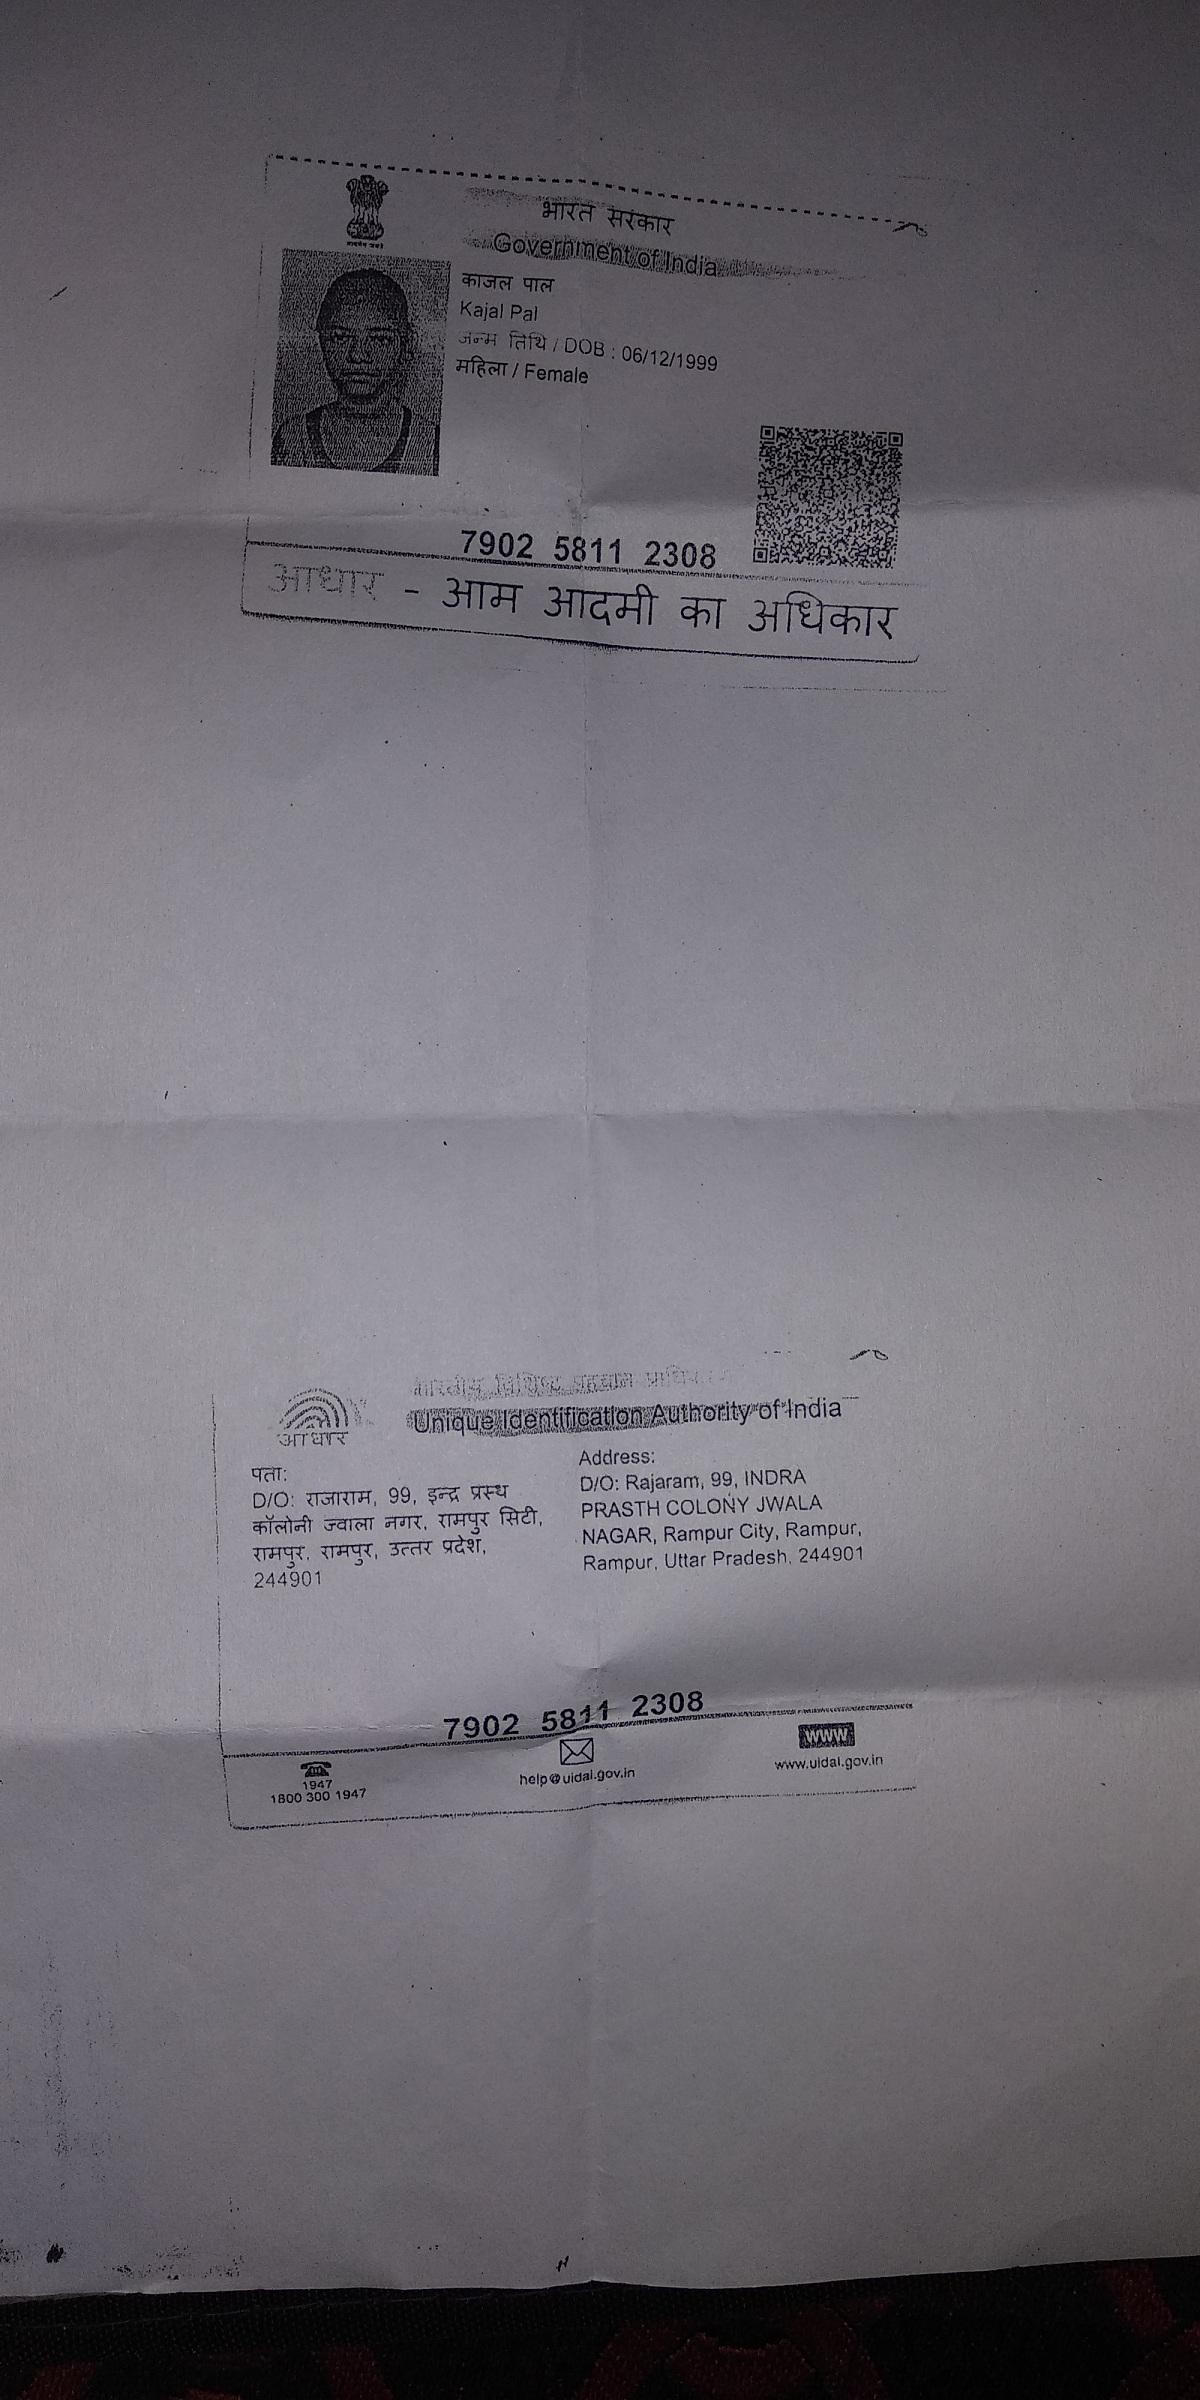 भारत सरकार
Government of India
काजल पाल
Kajal Pal
जन्म तिथि / DOB : 06/12/1999
महिला / Female
7902 5811 2308
आधार - आम आदमी का अधिकार
भारतीय विशिष्ट पहचान
Unique Identification Authority of India
आधार
पता:
D/O: राजाराम, 99, इन्द्र प्रस्थ
कॉलोनी ज्वाला नगर, रामपुर सिटी,
रामपुर, रामपुर, उत्तर प्रदेश,
244901
Address:
D/O: Rajaram, 99, INDRA
PRASTH COLONY JWALA
NAGAR, Rampur City, Rampur,
Rampur, Uttar Pradesh, 244901
7902 5811 2308
1947
1800 300 1947
help@uidai.gov.in
www
www.uidai.gov.in